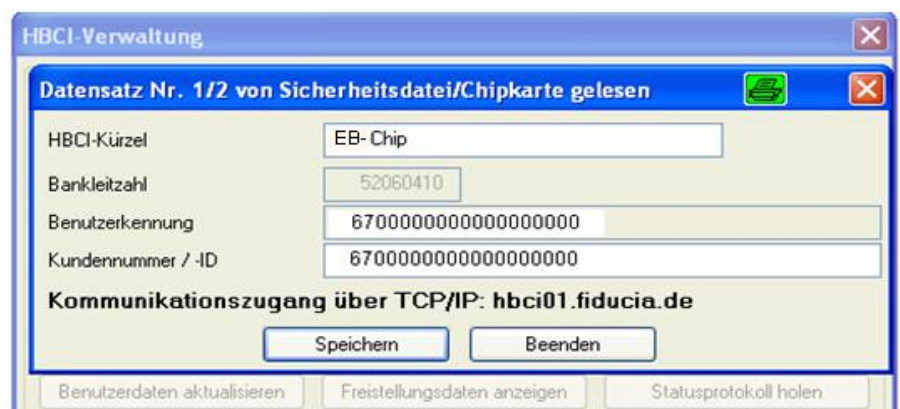 HBCI-Verwaltung
Datensatz Nr. 1/2 von Sicherheitsdatei/Chipkarte gelesen
HBCI-Kürzel EB- Chip
Bankleitzahl 52060410
Benutzerkennung 6700000000000000000
Kundennummer / -ID 6700000000000000000
Kommunikationszugang über TCP/IP: hbci01.fiducia.de
Speichern Beenden
Benutzerdaten aktualisieren Freistellungsdaten anzeigen Statusprotokoll holen